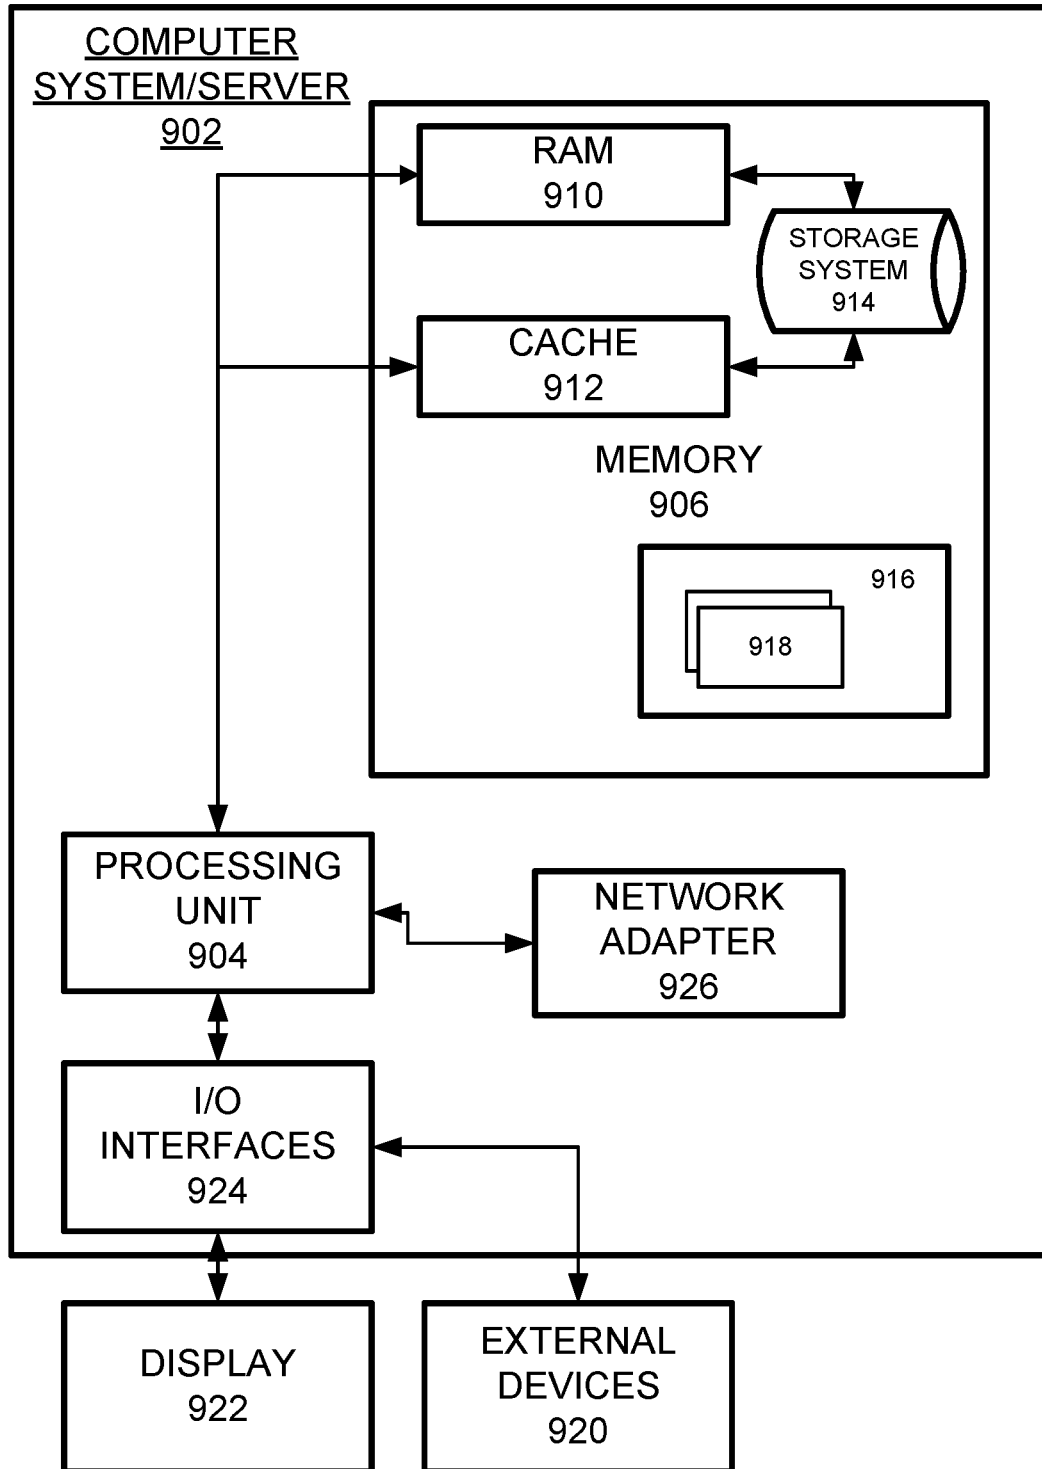 COMPUTER
SYSTEM/SERVER
902
RAM
910
STORAGE
SYSTEM
914
CACHE
912
MEMORY
906
916
918
PROCESSING
UNIT
904
NETWORK
ADAPTER
926
I/O
INTERFACES
924
DISPLAY
922
EXTERNAL
DEVICES
920